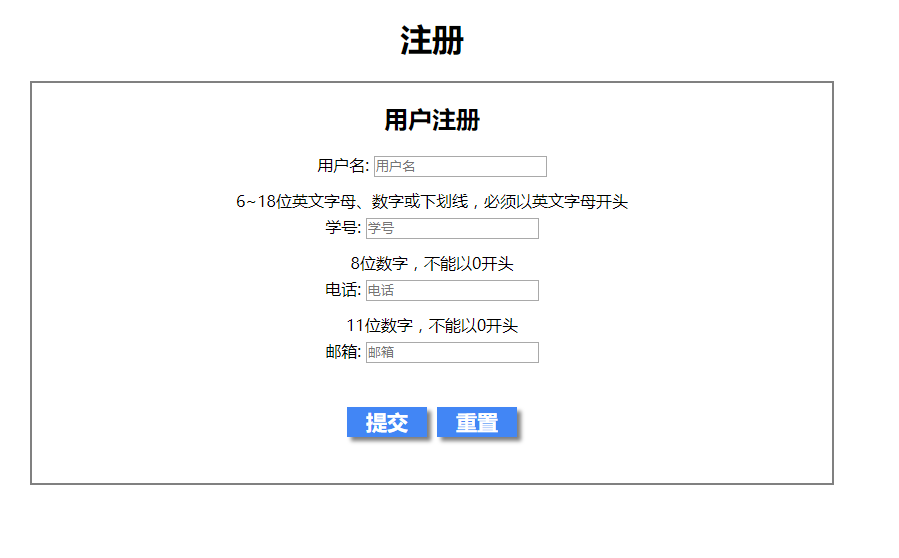 注册
用户注册
用户名: 用户名
6~18位英文字母、数字或下划线，必须以英文字母开头
学号: 学号
8位数字，不能以0开头
电话: 电话
11位数字，不能以0开头
邮箱: 邮箱
提交 重置